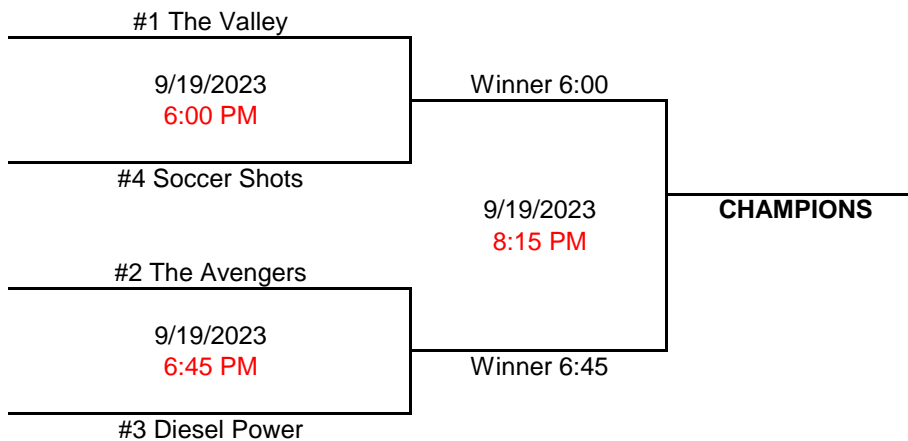 #1 The Valley
9/19/2023
6:00 PM
Winner 6:00
#4 Soccer Shots
9/19/2023
8:15 PM
CHAMPIONS
#2 The Avengers
9/19/2023
6:45 PM
Winner 6:45
#3 Diesel Power